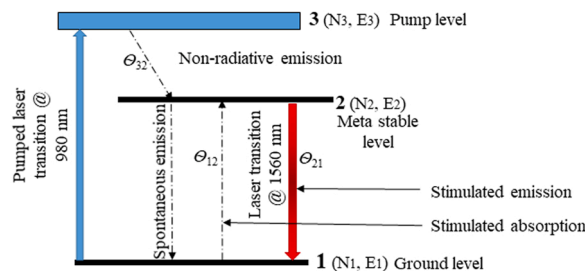 3 (N3, E3) Pump level
Θ32
Non-radiative emission
2 (N2, E2)
Meta stable
level
Pumped laser
transition @
980 nm
Spontaneous emission
Θ12
Laser transition
@ 1560 nm
Θ21
Stimulated emission
Stimulated absorption
1 (N1, E1) Ground level